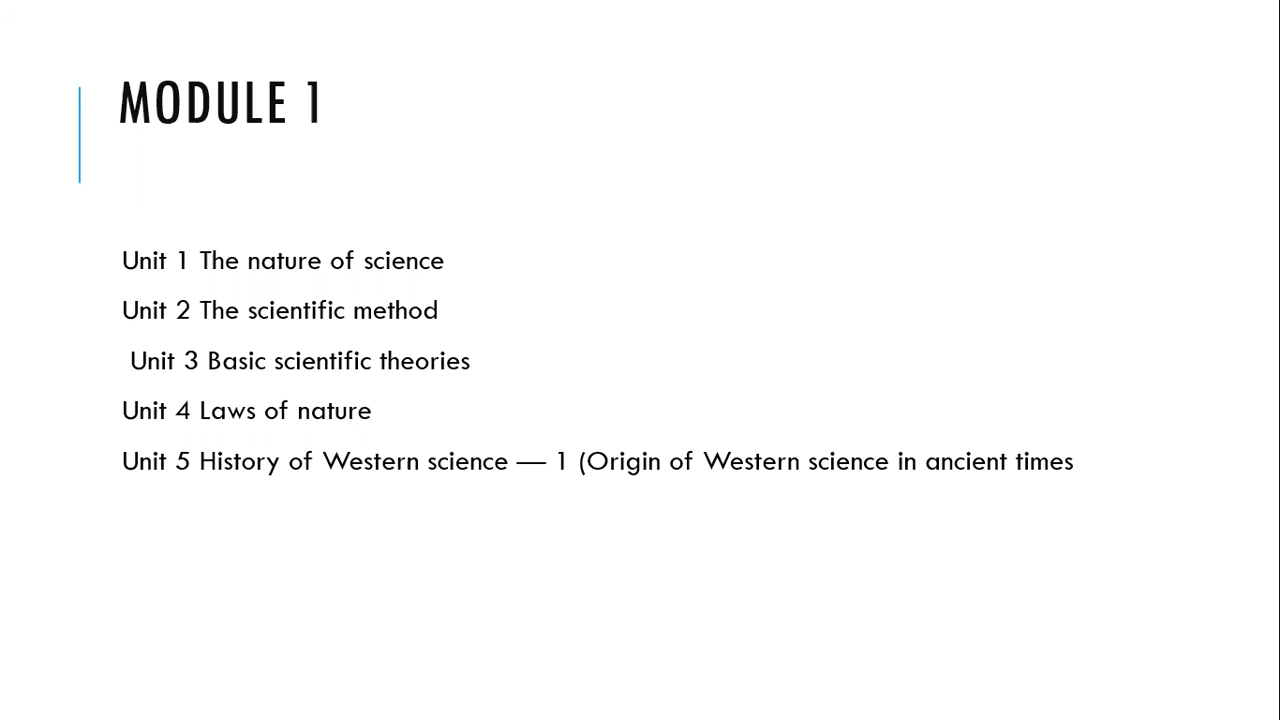 MODULE 1
Unit 1 The nature of science
Unit 2 The scientific method
Unit 3 Basic scientific theories
Unit 4 Laws of nature
Unit 5 History of Western science — 1 (Origin of Western science in ancient times